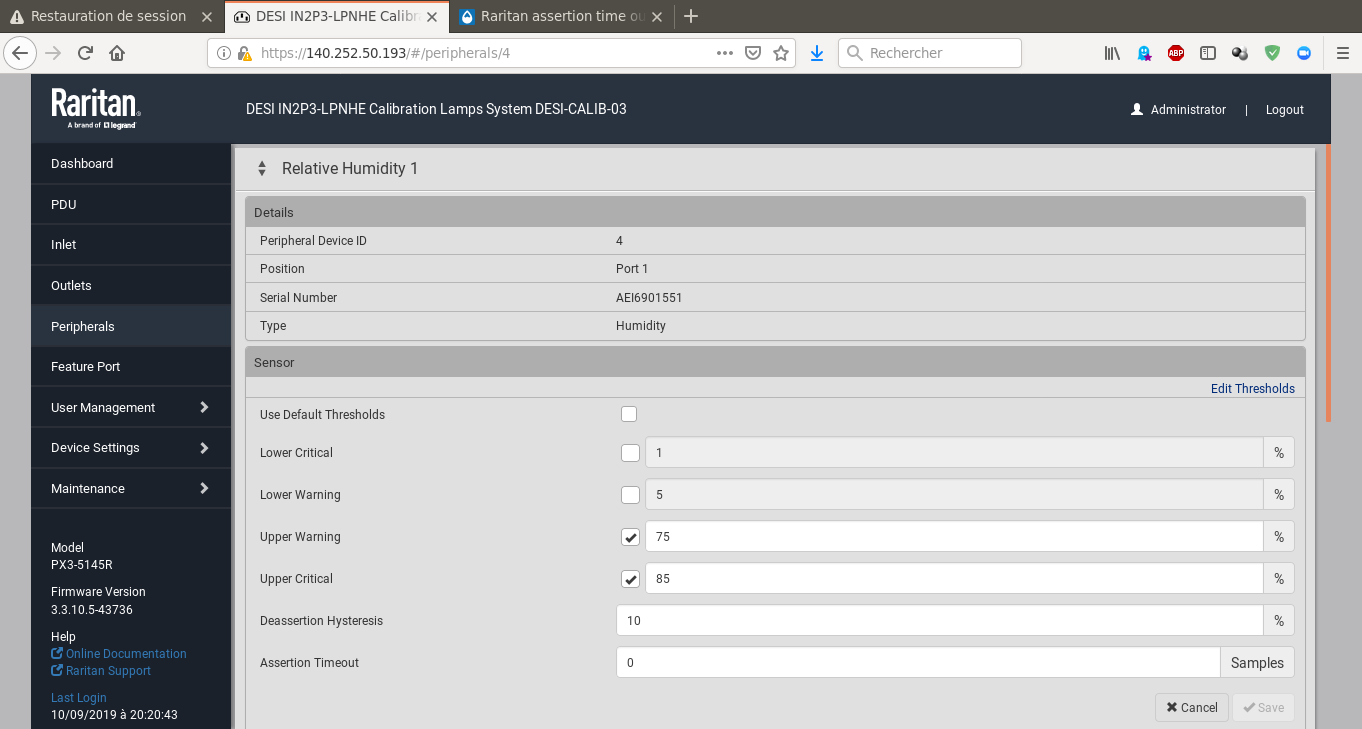 Restauration de session
DESI IN2P3-LPNHE Calibr
Raritan assertion time ou
https://140.252.50.193/#/peripherals/4
Rechercher
ABP
Raritan.
A brand of legrand
DESI IN2P3-LPNHE Calibration Lamps System DESI-CALIB-03
Administrator | Logout
Dashboard
PDU
Inlet
Outlets
Peripherals
Feature Port
User Management
Device Settings
Maintenance
Model
PX3-5145R
Firmware Version
3.3.10.5-43736
Help
Online Documentation
Raritan Support
Last Login
10/09/2019 à 20:20:43
Relative Humidity 1
Details
Peripheral Device ID 4
Position Port 1
Serial Number AEI6901551
Type Humidity
Sensor
Edit Thresholds
Use Default Thresholds
Lower Critical 1 %
Lower Warning 5 %
Upper Warning 75 %
Upper Critical 85 %
Deassertion Hysteresis 10 %
Assertion Timeout 0 Samples
Cancel Save